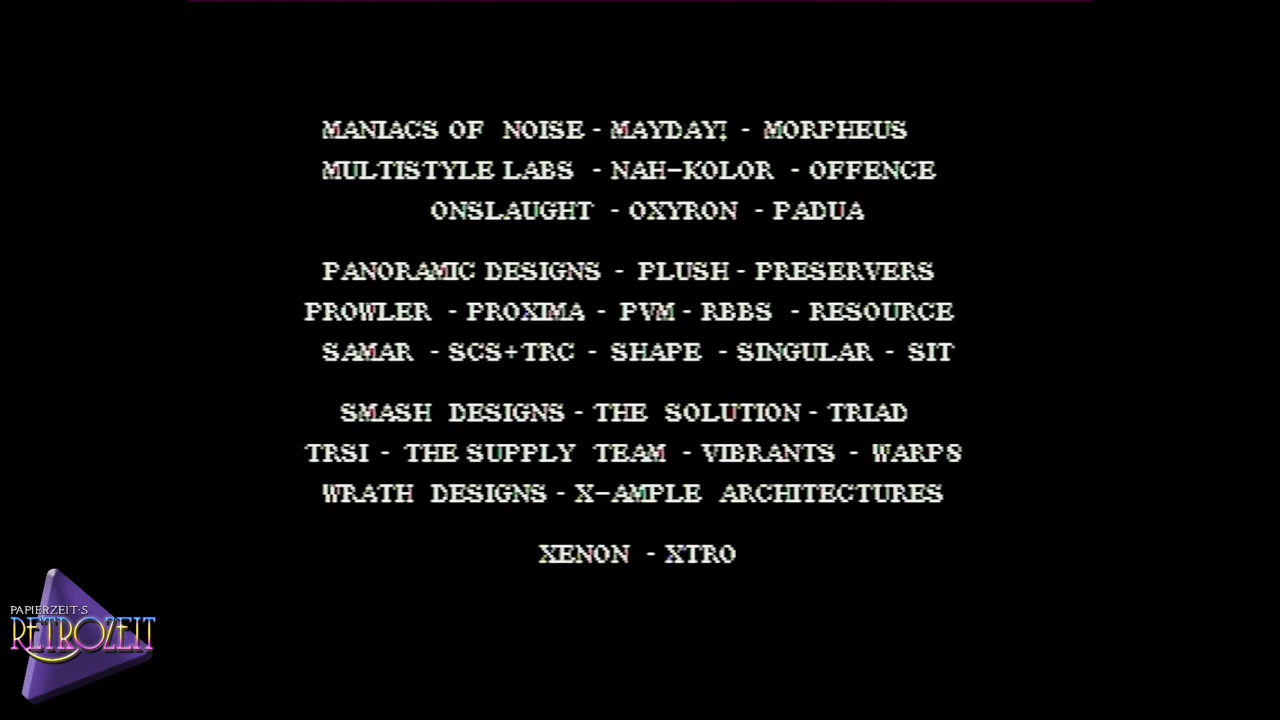 MANIACS OF NOISE - MAYDAY! - MORPHEUS
MULTISTYLE LABS - NAH-KOLOR - OFFENCE
ONSLAUGHT - OXYRON - PADUA
PANORAMIC DESIGNS - PLUSH - PRESERVERS
PROWLER - PROXIMA - PVM - RBBS - RESOURCE
SAMAR - SCS+TRC - SHAPE - SINGULAR - SIT
SMASH DESIGNS - THE SOLUTION - TRIAD
TRSI - THE SUPPLY TEAM - VIBRANTS - WARP8
WRATH DESIGNS - X-AMPLE ARCHITECTURES
XENON - XTRO
PAPIERZEIT·S
RETROZEIT